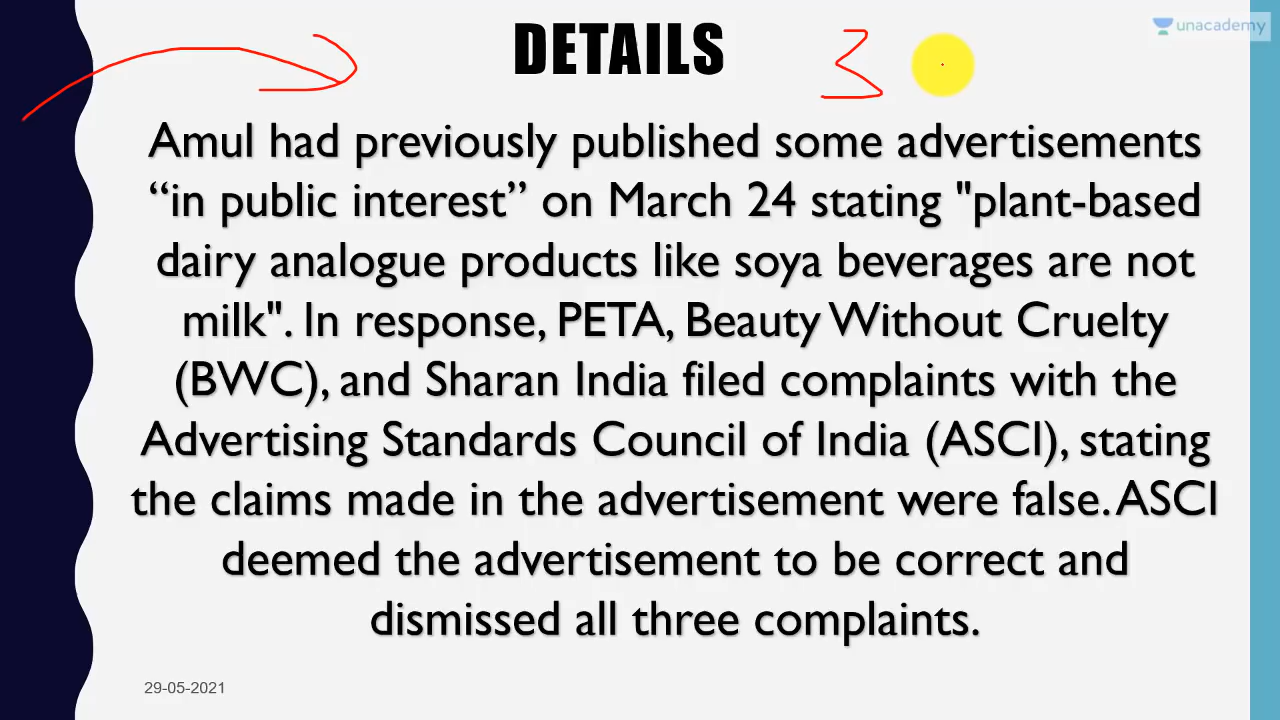 DETAILS
3
unacademy
Amul had previously published some advertisements
“in public interest” on March 24 stating "plant-based
dairy analogue products like soya beverages are not
milk". In response, PETA, Beauty Without Cruelty
(BWC), and Sharan India filed complaints with the
Advertising Standards Council of India (ASCI), stating
the claims made in the advertisement were false. ASCI
deemed the advertisement to be correct and
dismissed all three complaints.
29-05-2021